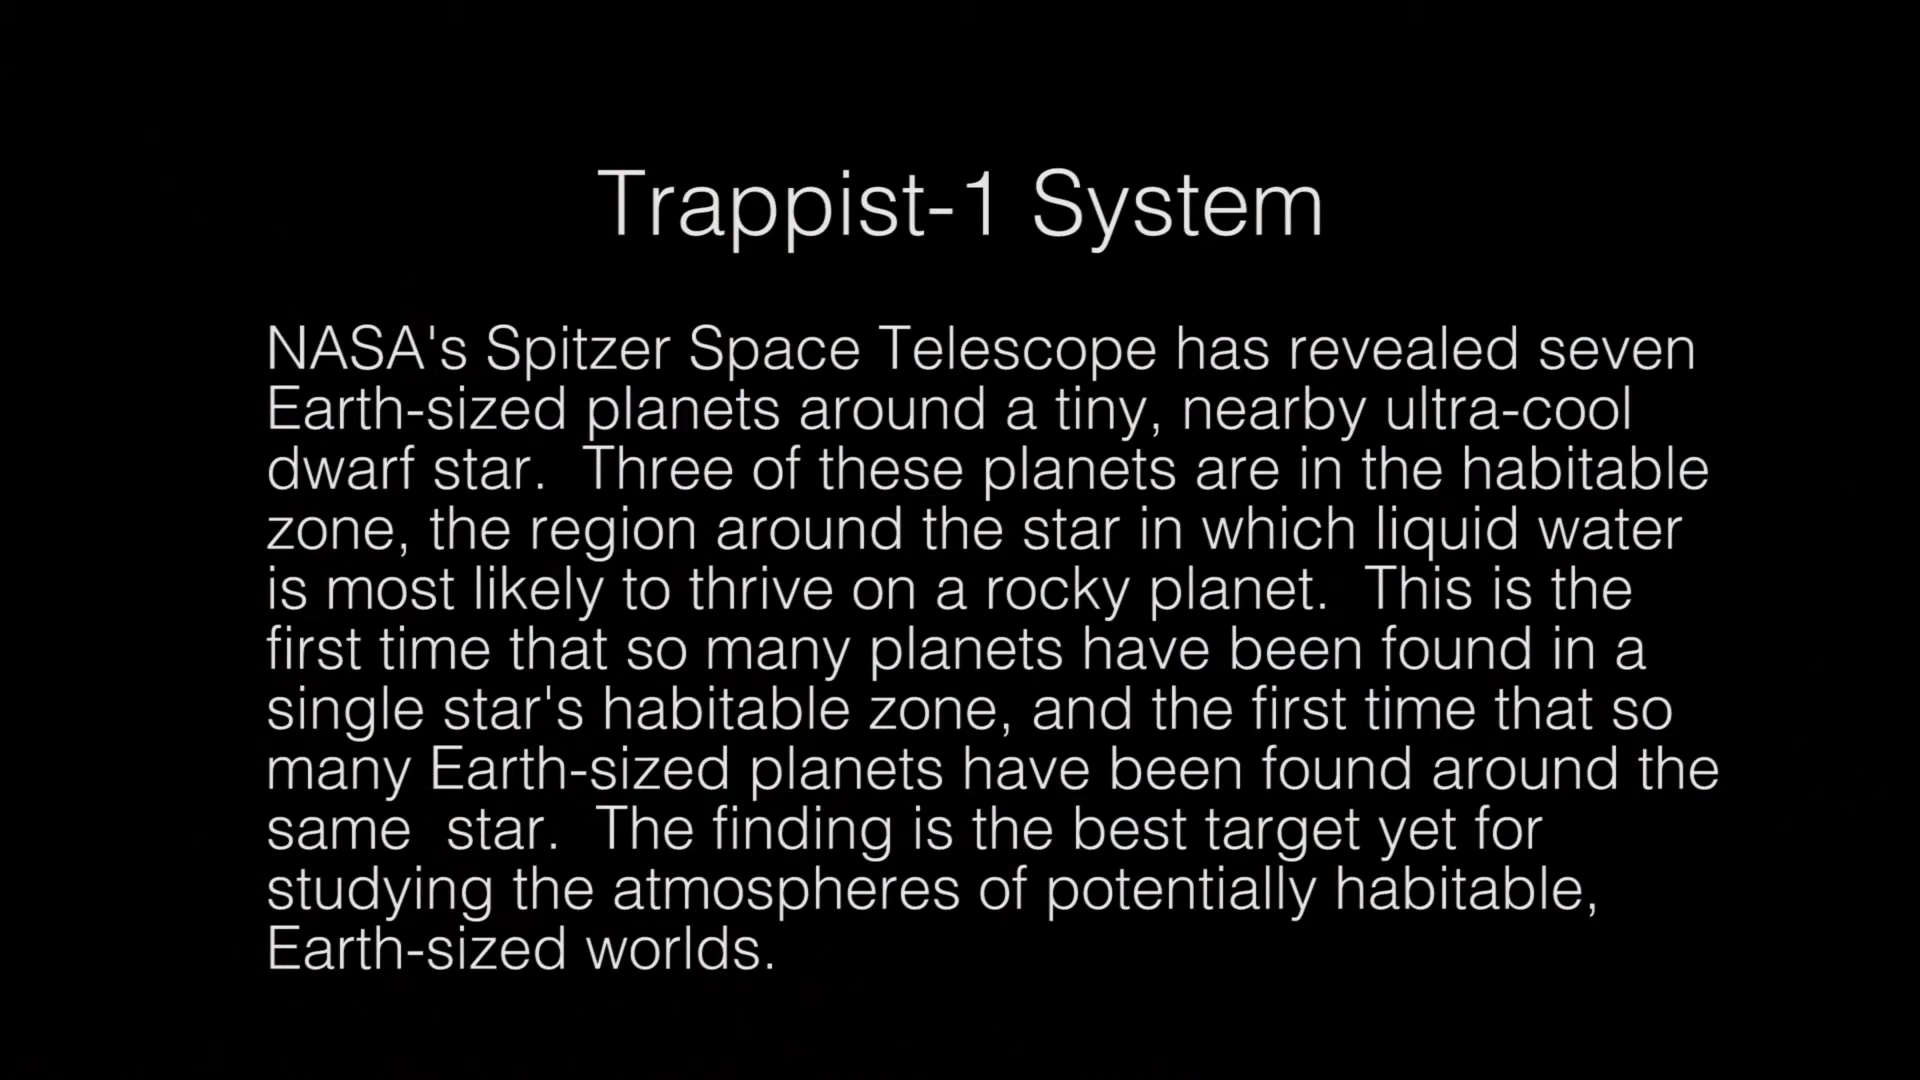 Trappist-1 System
NASA's Spitzer Space Telescope has revealed seven
Earth-sized planets around a tiny, nearby ultra-cool
dwarf star.  Three of these planets are in the habitable
zone, the region around the star in which liquid water
is most likely to thrive on a rocky planet.  This is the
first time that so many planets have been found in a
single star's habitable zone, and the first time that so
many Earth-sized planets have been found around the
same  star.  The finding is the best target yet for
studying the atmospheres of potentially habitable,
Earth-sized worlds.